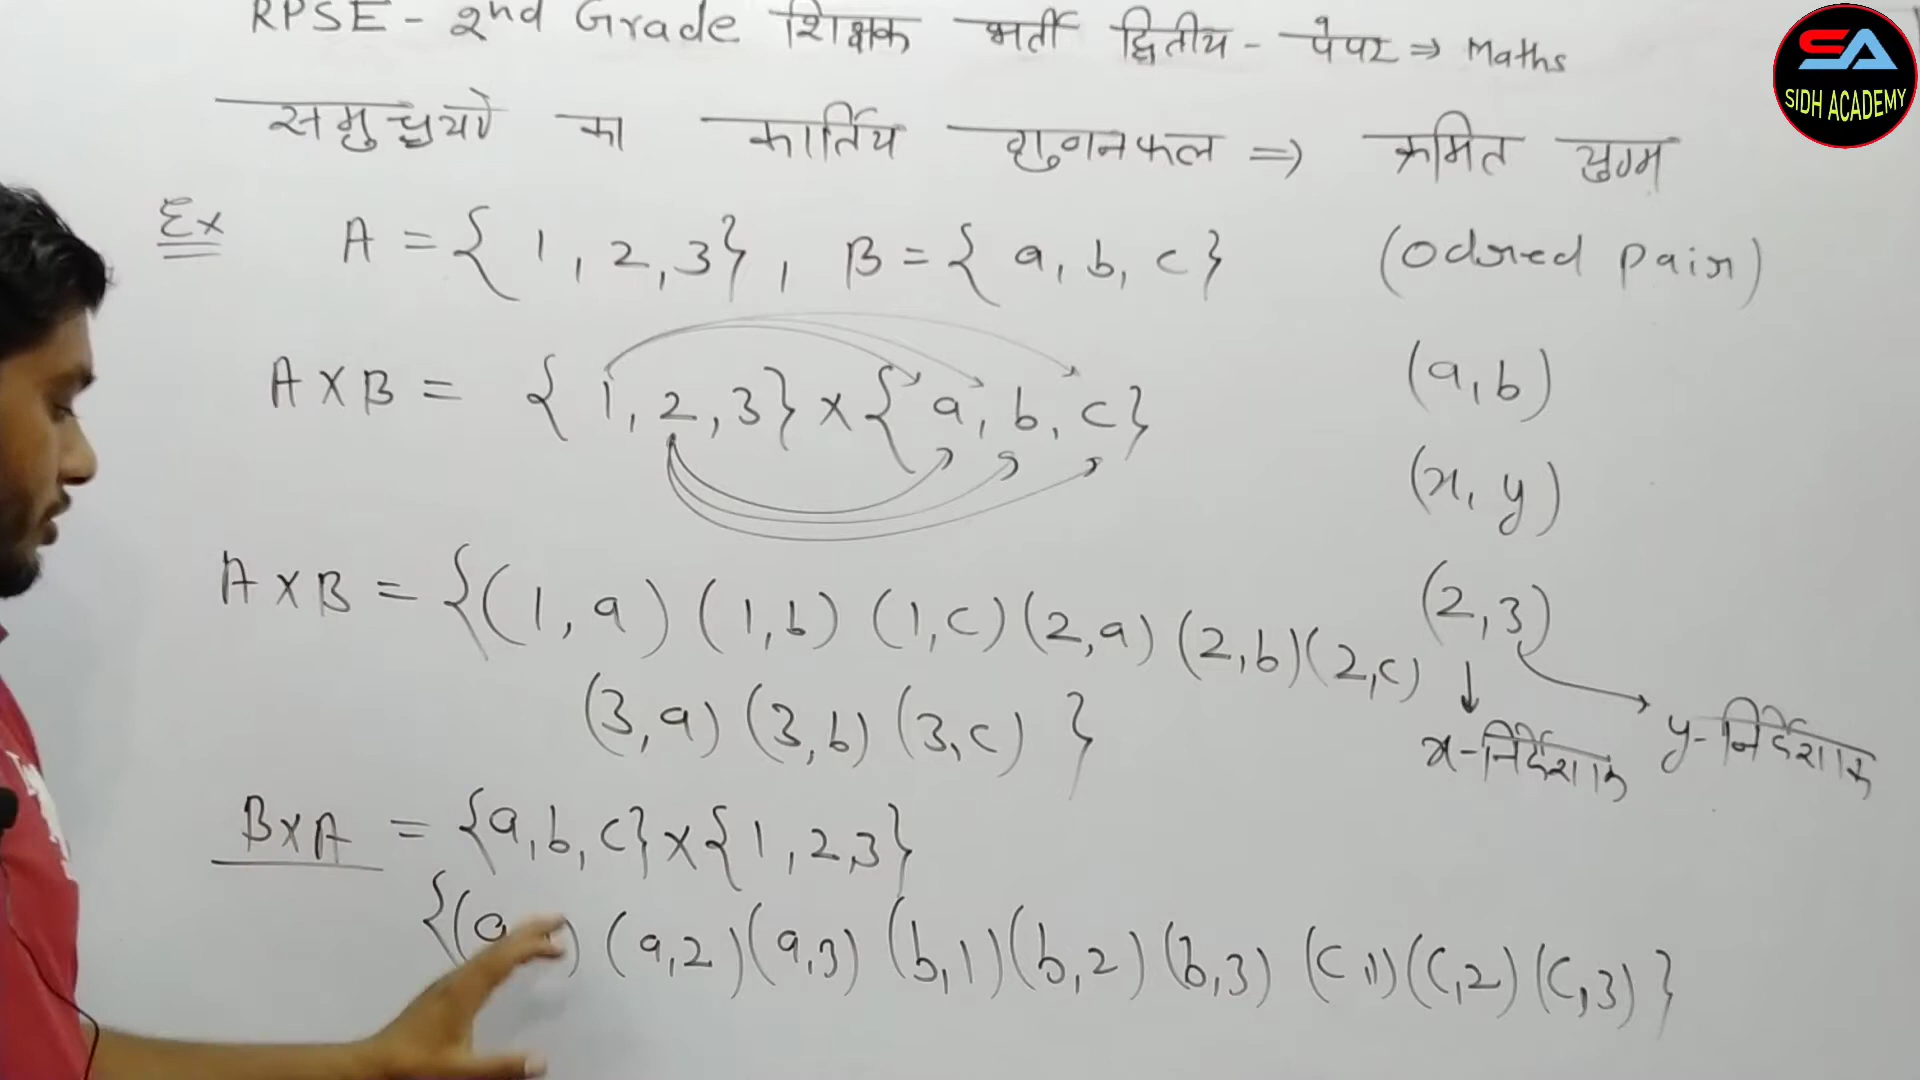 RPSE - 2nd Grade शिक्षक भर्ती द्वितीय - पेपर ⇒ Maths
SA
SIDH ACADEMY
समुच्चयो का कार्तिय गुणनफल ⇒ क्रमित युग्म
Ex A = { 1, 2, 3 }, B = { a, b, c } (Odred pair)
A × B = { 1, 2, 3 } × { a, b, c }
(a, b)
(x, y)
(2, 3)
A × B = { (1, a) (1, b) (1, c) (2, a) (2, b) (2, c)
(3, a) (3, b) (3, c) }
x-निर्देशांक y-निर्देशांक
B × A = { a, b, c } × { 1, 2, 3 }
{ (a, ) (a, 2) (a, 3) (b, 1) (b, 2) (b, 3) (c, 1) (c, 2) (c, 3) }